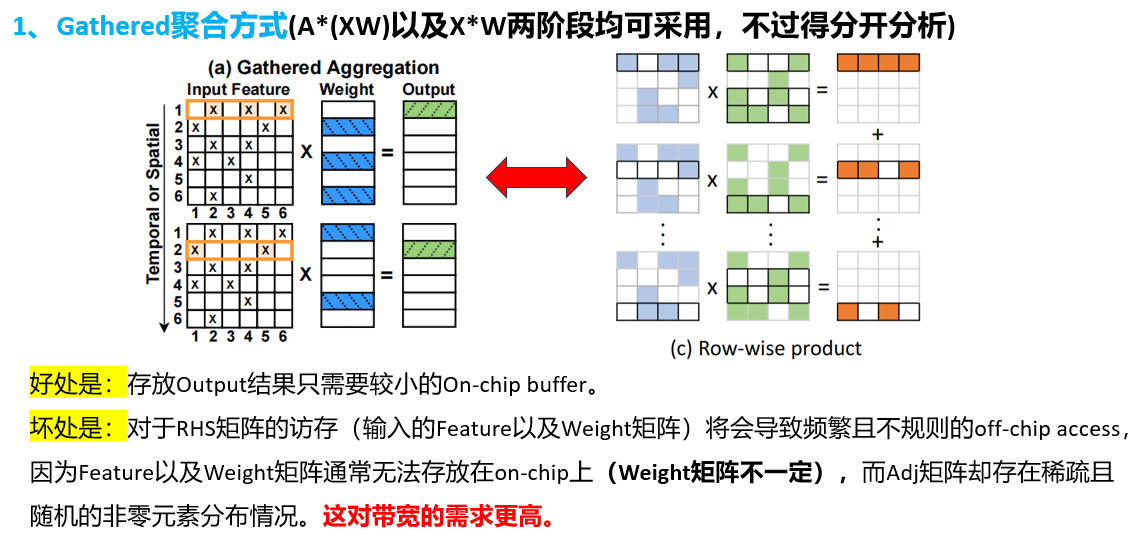 1、Gathered聚合方式(A*(XW)以及X*W两阶段均可采用，不过得分开分析)
(a) Gathered Aggregation
Input Feature Weight Output
Temporal or Spatial
1 x x x
2 x x
3 x x
4 x x
5 x
6 x
X =
1 2 3 4 5 6
1 x x x
2 x x
3 x x
4 x x
5 x
6 x
X =
1 2 3 4 5 6
x =
+
x =
⋮ ⋮ ⋮
+
x =
(c) Row-wise product
好处是：存放Output结果只需要较小的On-chip buffer。
坏处是：对于RHS矩阵的访存（输入的Feature以及Weight矩阵）将会导致频繁且不规则的off-chip access，
因为Feature以及Weight矩阵通常无法存放在on-chip上（Weight矩阵不一定），而Adj矩阵却存在稀疏且
随机的非零元素分布情况。这对带宽的需求更高。